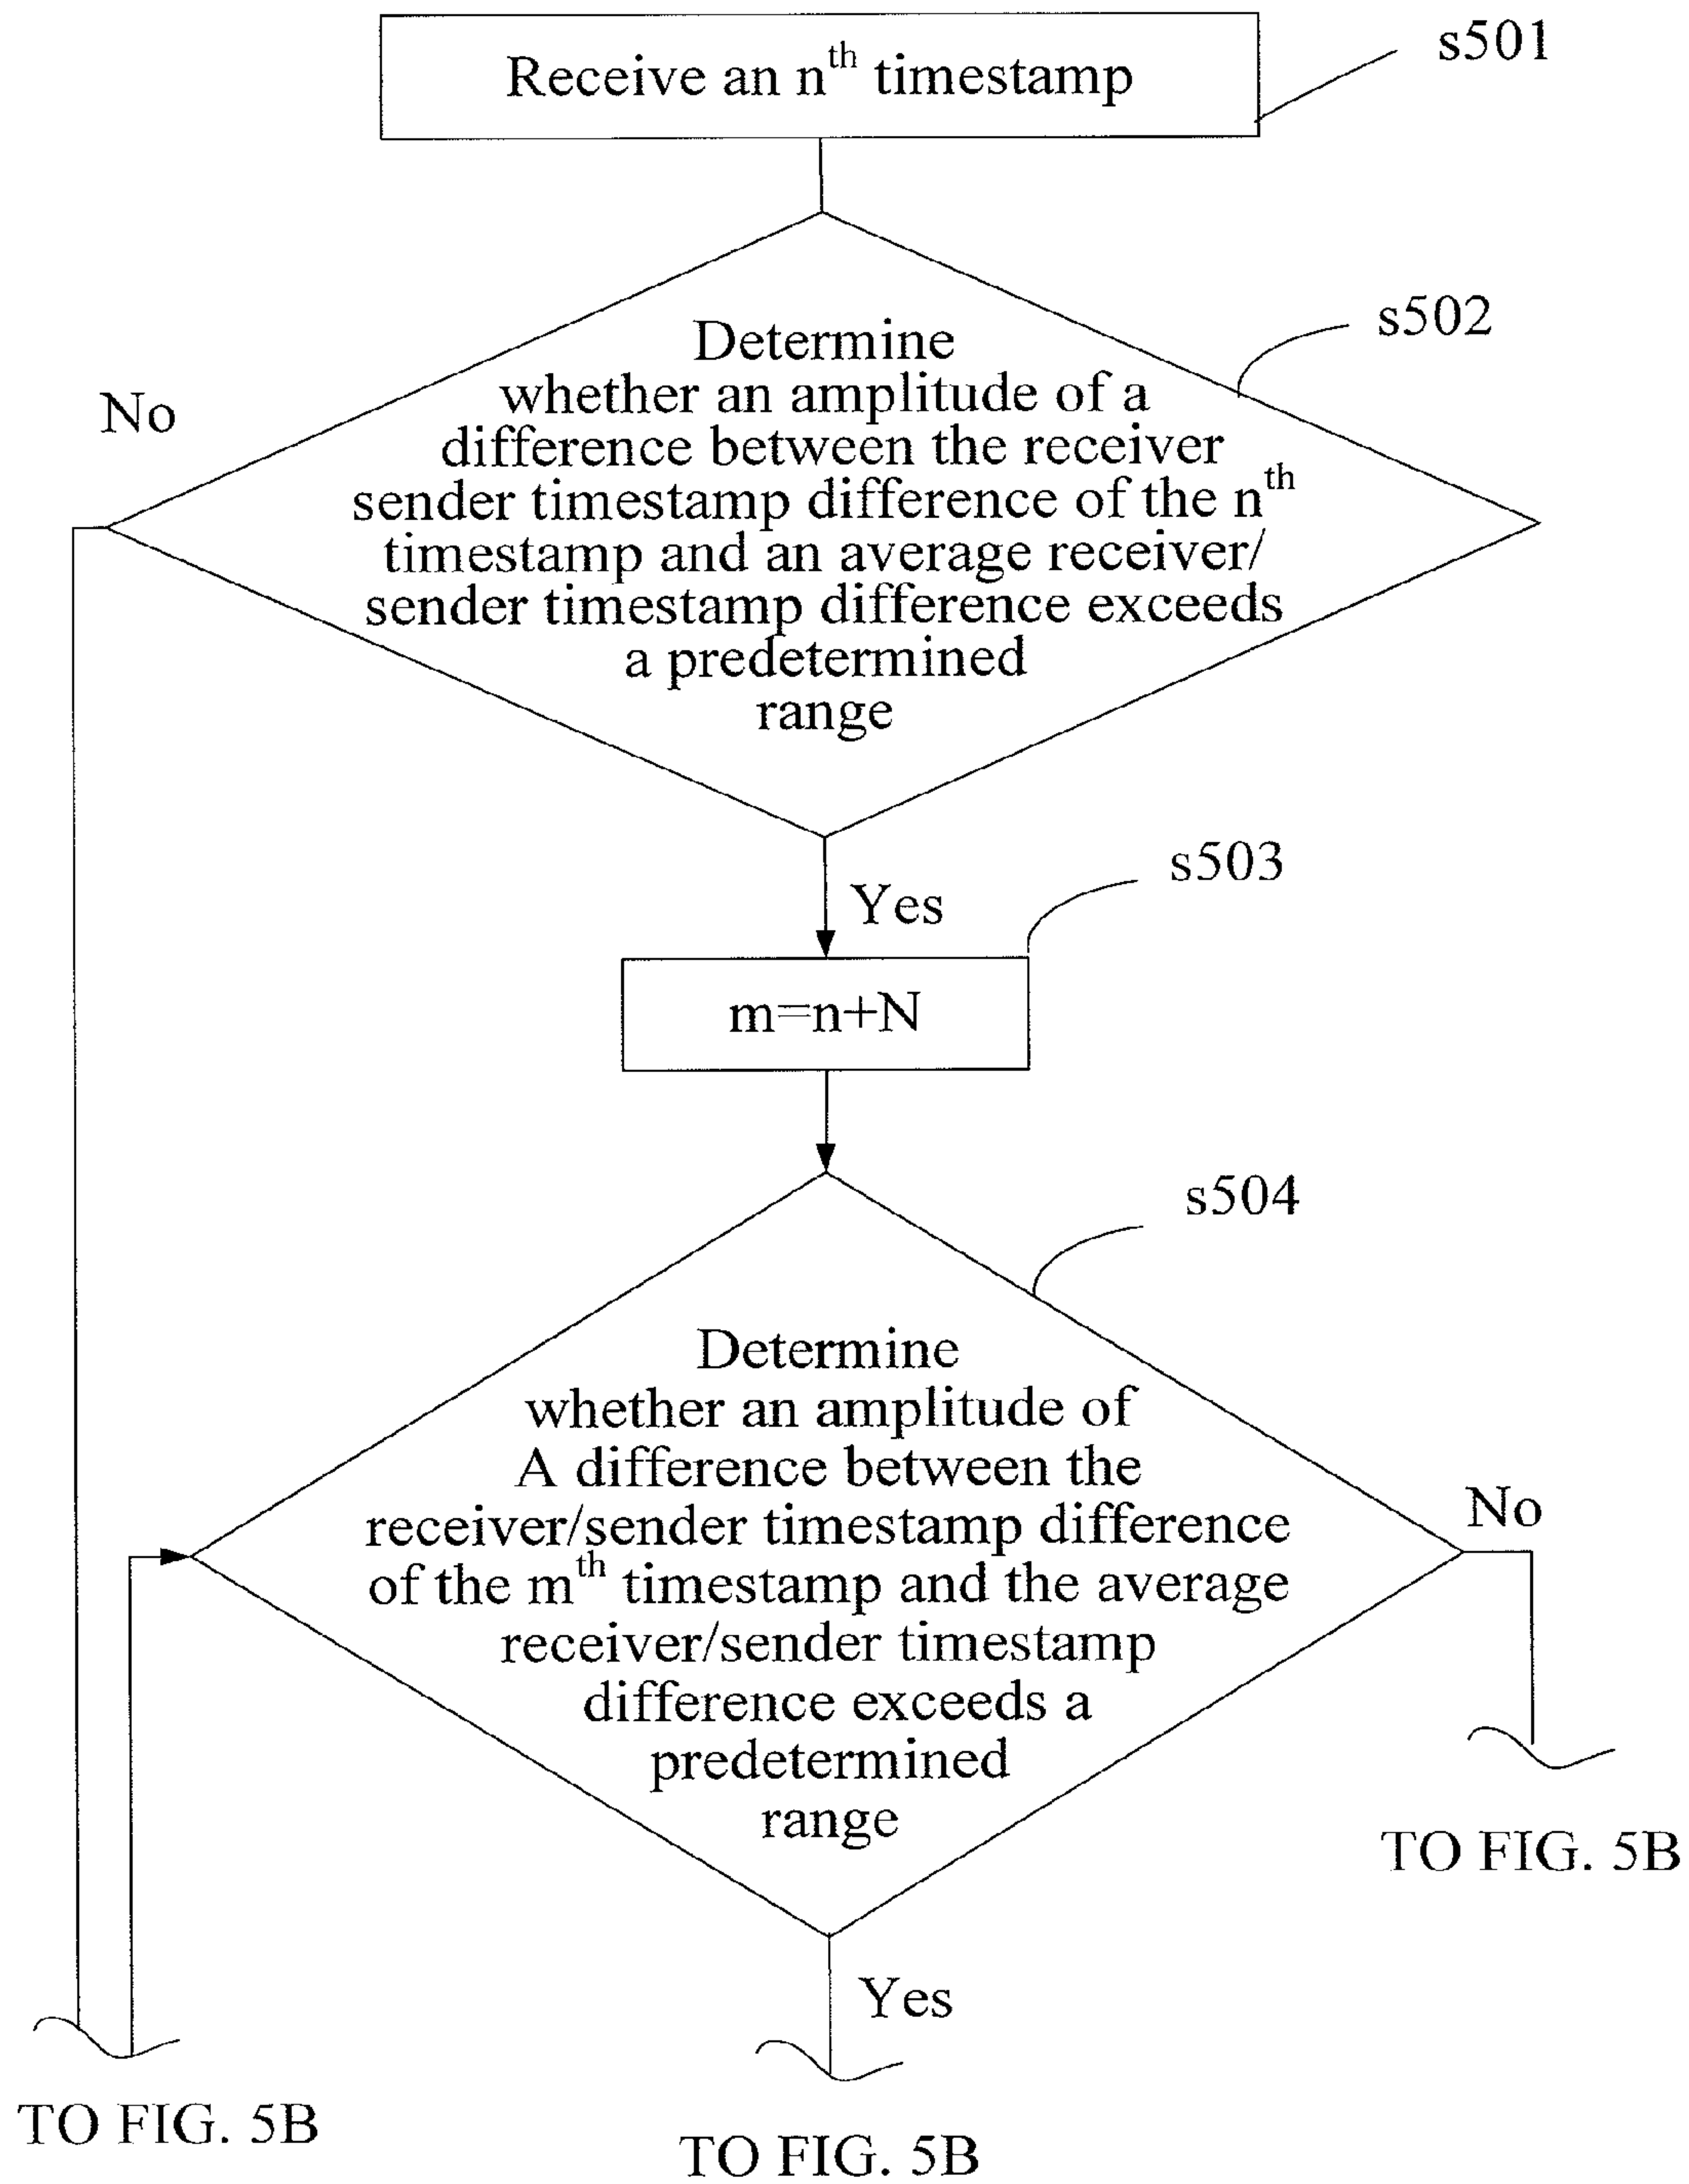 Receive an nth timestamp
s501
s502
Determine
whether an amplitude of a
difference between the receiver
sender timestamp difference of the nth
timestamp and an average receiver/
sender timestamp difference exceeds
a predetermined
range
No
s503
Yes
m=n+N
s504
Determine
whether an amplitude of
A difference between the
receiver/sender timestamp difference
of the mth timestamp and the average
receiver/sender timestamp
difference exceeds a
predetermined
range
No
TO FIG. 5B
Yes
TO FIG. 5B
TO FIG. 5B